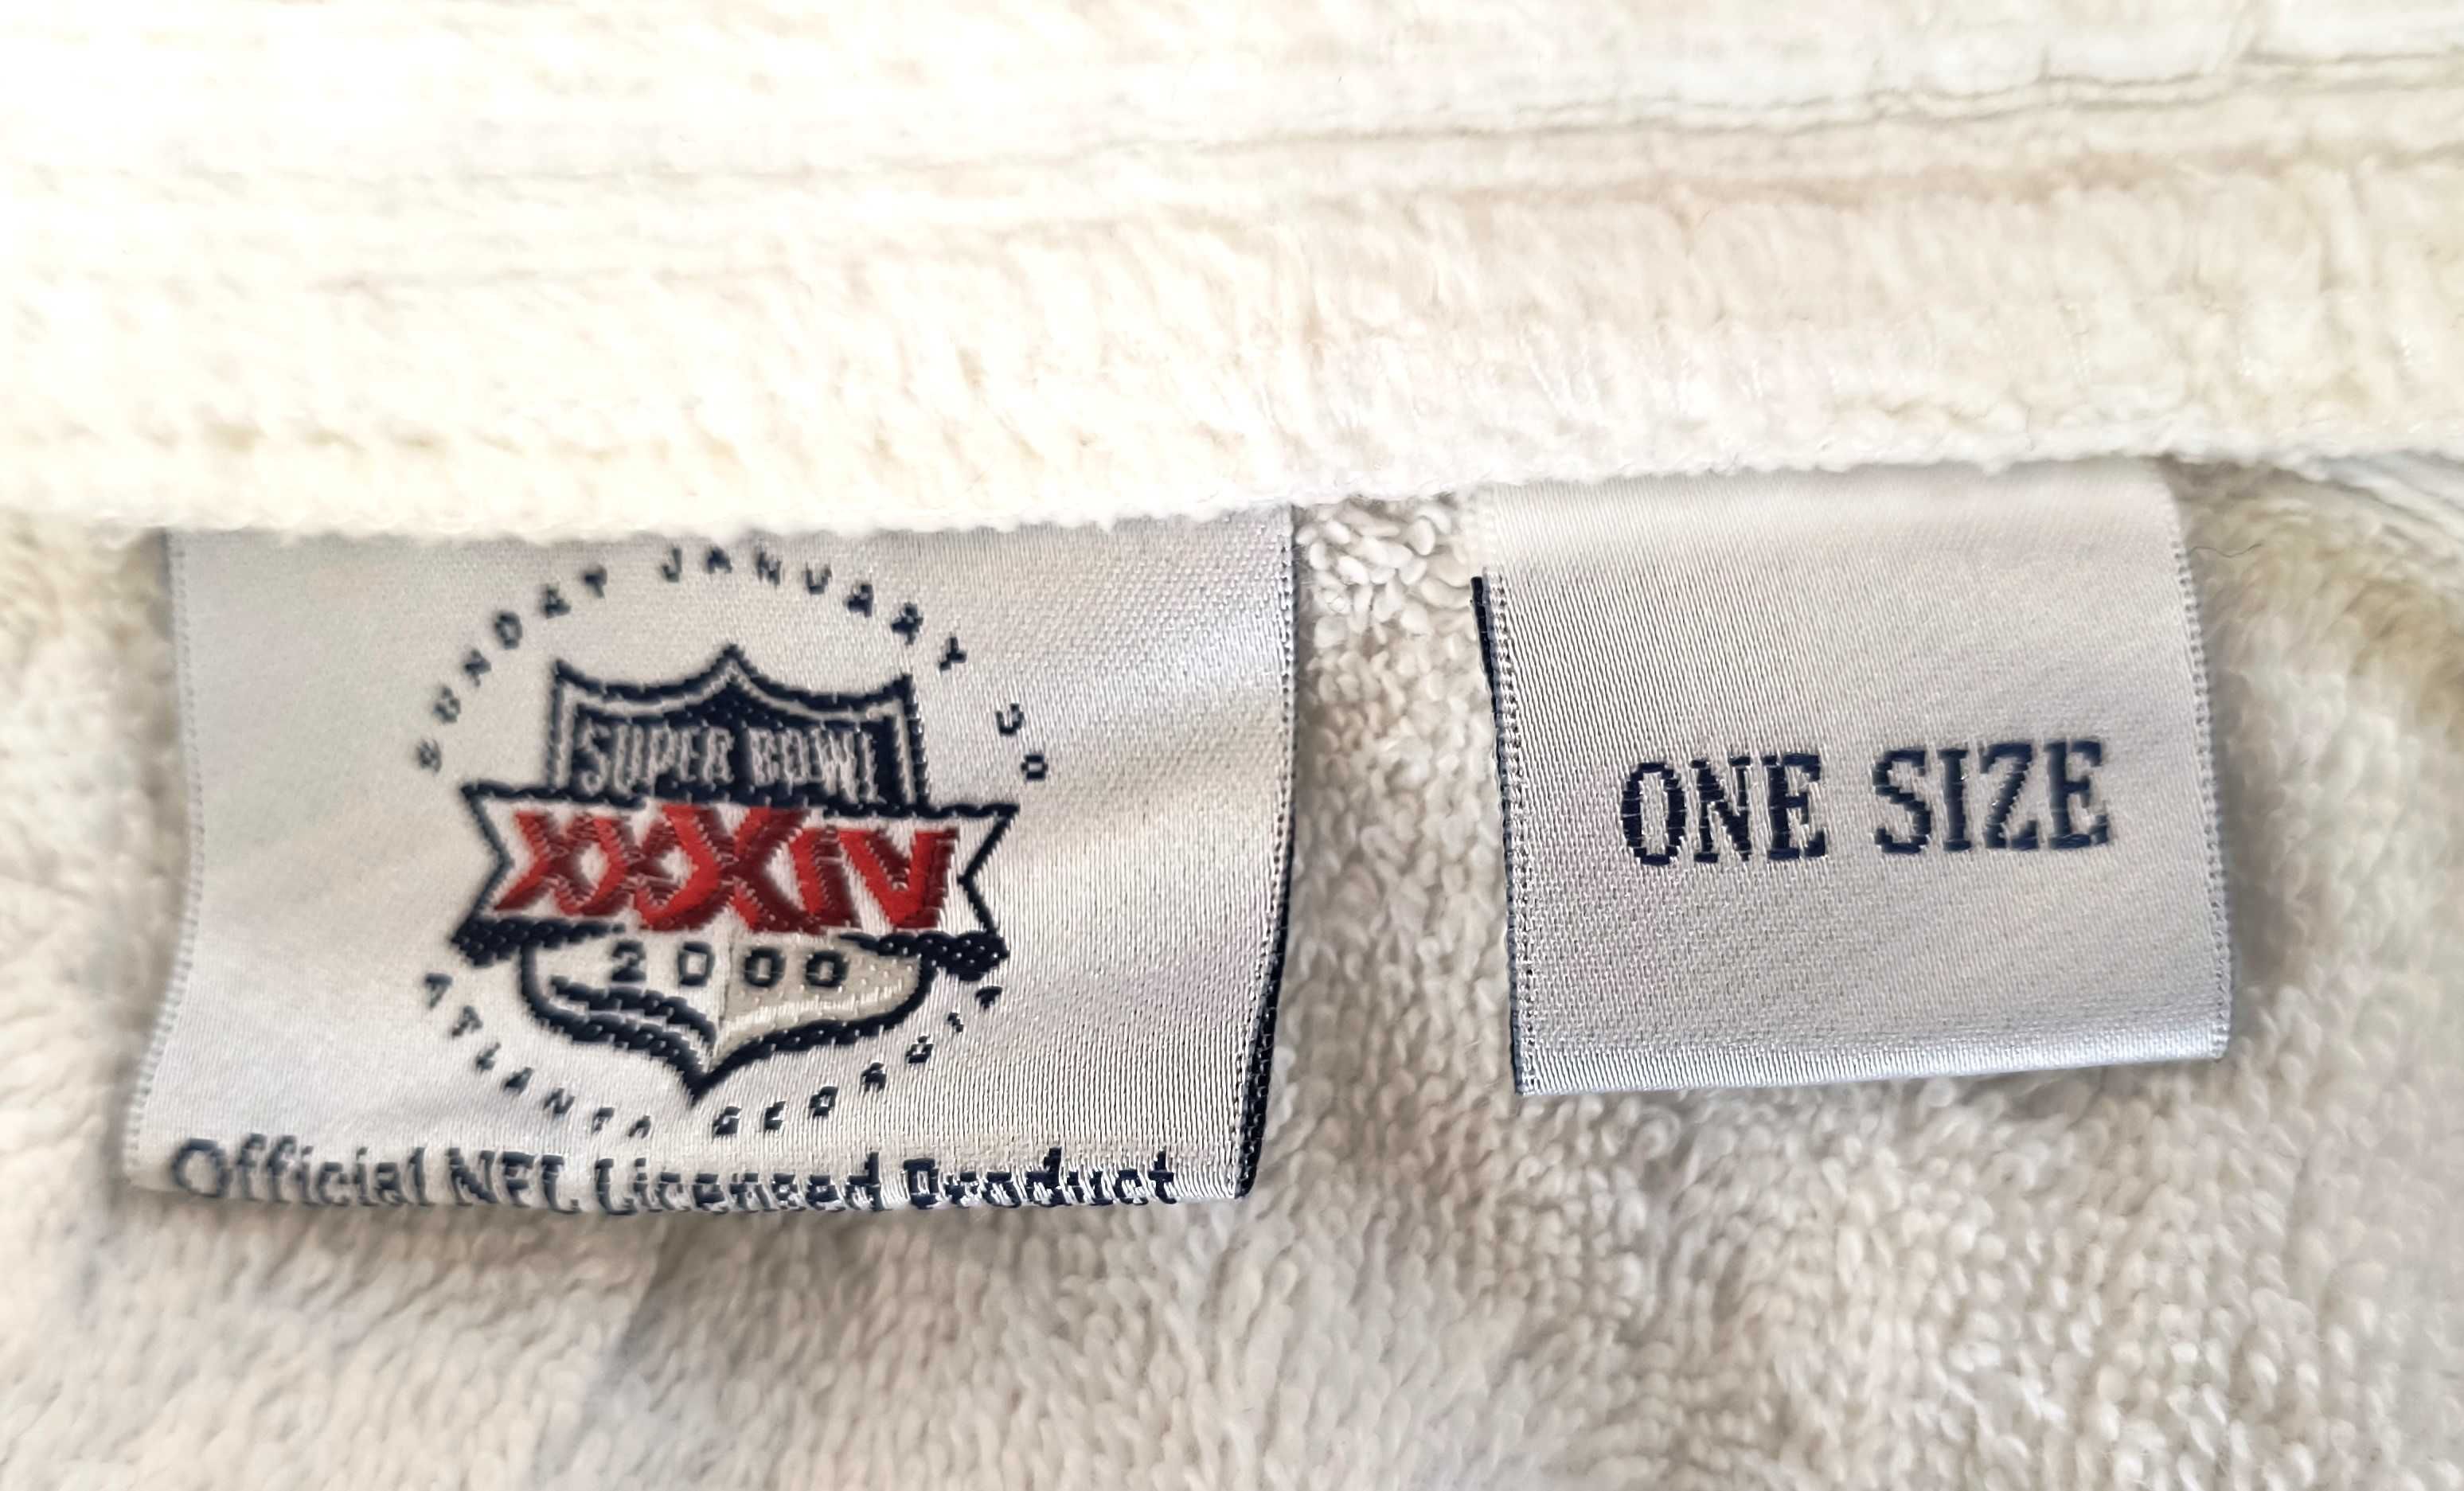 SUNDAY JANUARY 30
SUPER BOWL
XXXIV
2000
ATLANTA GEORGIA
Official NFL Licensed Product
ONE SIZE